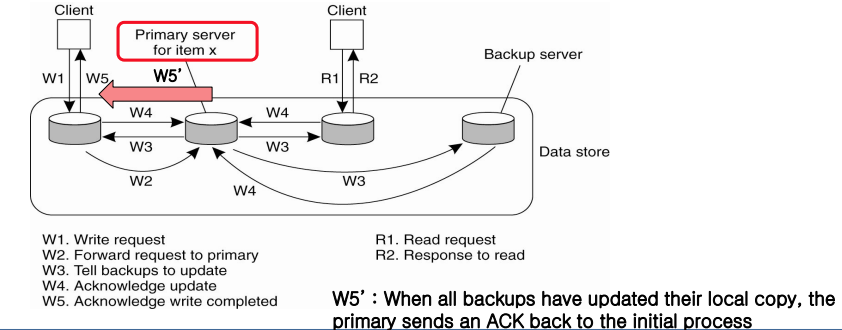 Client
Client
Primary server
for item x
Backup server
W1
W5
W5'
R1
R2
W4
W4
W3
W3
Data store
W2
W4
W3
W1. Write request
W2. Forward request to primary
W3. Tell backups to update
W4. Acknowledge update
W5. Acknowledge write completed
R1. Read request
R2. Response to read
W5' : When all backups have updated their local copy, the
primary sends an ACK back to the initial process